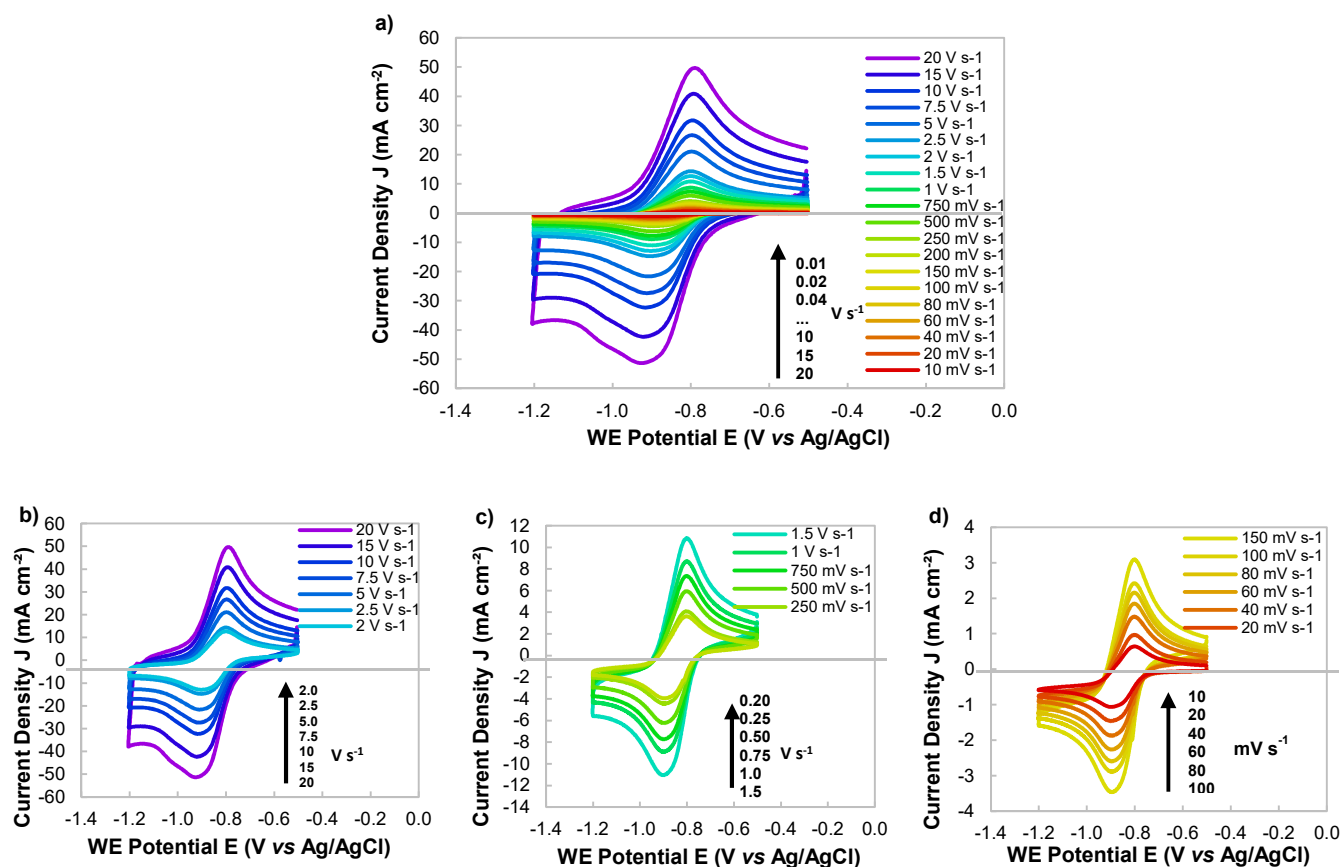 a)
Current Density J (mA cm⁻²)
60
50
40
30
20
10
0
-10
-20
-30
-40
-50
-60
20 V s-1
15 V s-1
10 V s-1
7.5 V s-1
5 V s-1
2.5 V s-1
2 V s-1
1.5 V s-1
1 V s-1
750 mV s-1
500 mV s-1
250 mV s-1
200 mV s-1
150 mV s-1
100 mV s-1
80 mV s-1
60 mV s-1
40 mV s-1
20 mV s-1
10 mV s-1
0.01
0.02
0.04
...
10
15
20
V s⁻¹
-1.4 -1.2 -1.0 -0.8 -0.6 -0.4 -0.2 0.0
WE Potential E (V vs Ag/AgCl)
b)
Current Density J (mA cm⁻²)
60
50
40
30
20
10
0
-10
-20
-30
-40
-50
-60
20 V s-1
15 V s-1
10 V s-1
7.5 V s-1
5 V s-1
2.5 V s-1
2 V s-1
2.0
2.5
5.0
7.5
10
15
20
V s⁻¹
-1.4 -1.2 -1.0 -0.8 -0.6 -0.4 -0.2 0.0
WE Potential E (V vs Ag/AgCl)
c)
Current Density J (mA cm⁻²)
12
10
8
6
4
2
0
-2
-4
-6
-8
-10
-12
-14
1.5 V s-1
1 V s-1
750 mV s-1
500 mV s-1
250 mV s-1
0.20
0.25
0.50
0.75
1.0
1.5
V s⁻¹
-1.4 -1.2 -1.0 -0.8 -0.6 -0.4 -0.2 0.0
WE Potential E (V vs Ag/AgCl)
d)
Current Density J (mA cm⁻²)
4
3
2
1
0
-1
-2
-3
-4
150 mV s-1
100 mV s-1
80 mV s-1
60 mV s-1
40 mV s-1
20 mV s-1
10
20
40
60
80
100
mV s⁻¹
-1.4 -1.2 -1.0 -0.8 -0.6 -0.4 -0.2 0.0
WE Potential E (V vs Ag/AgCl)